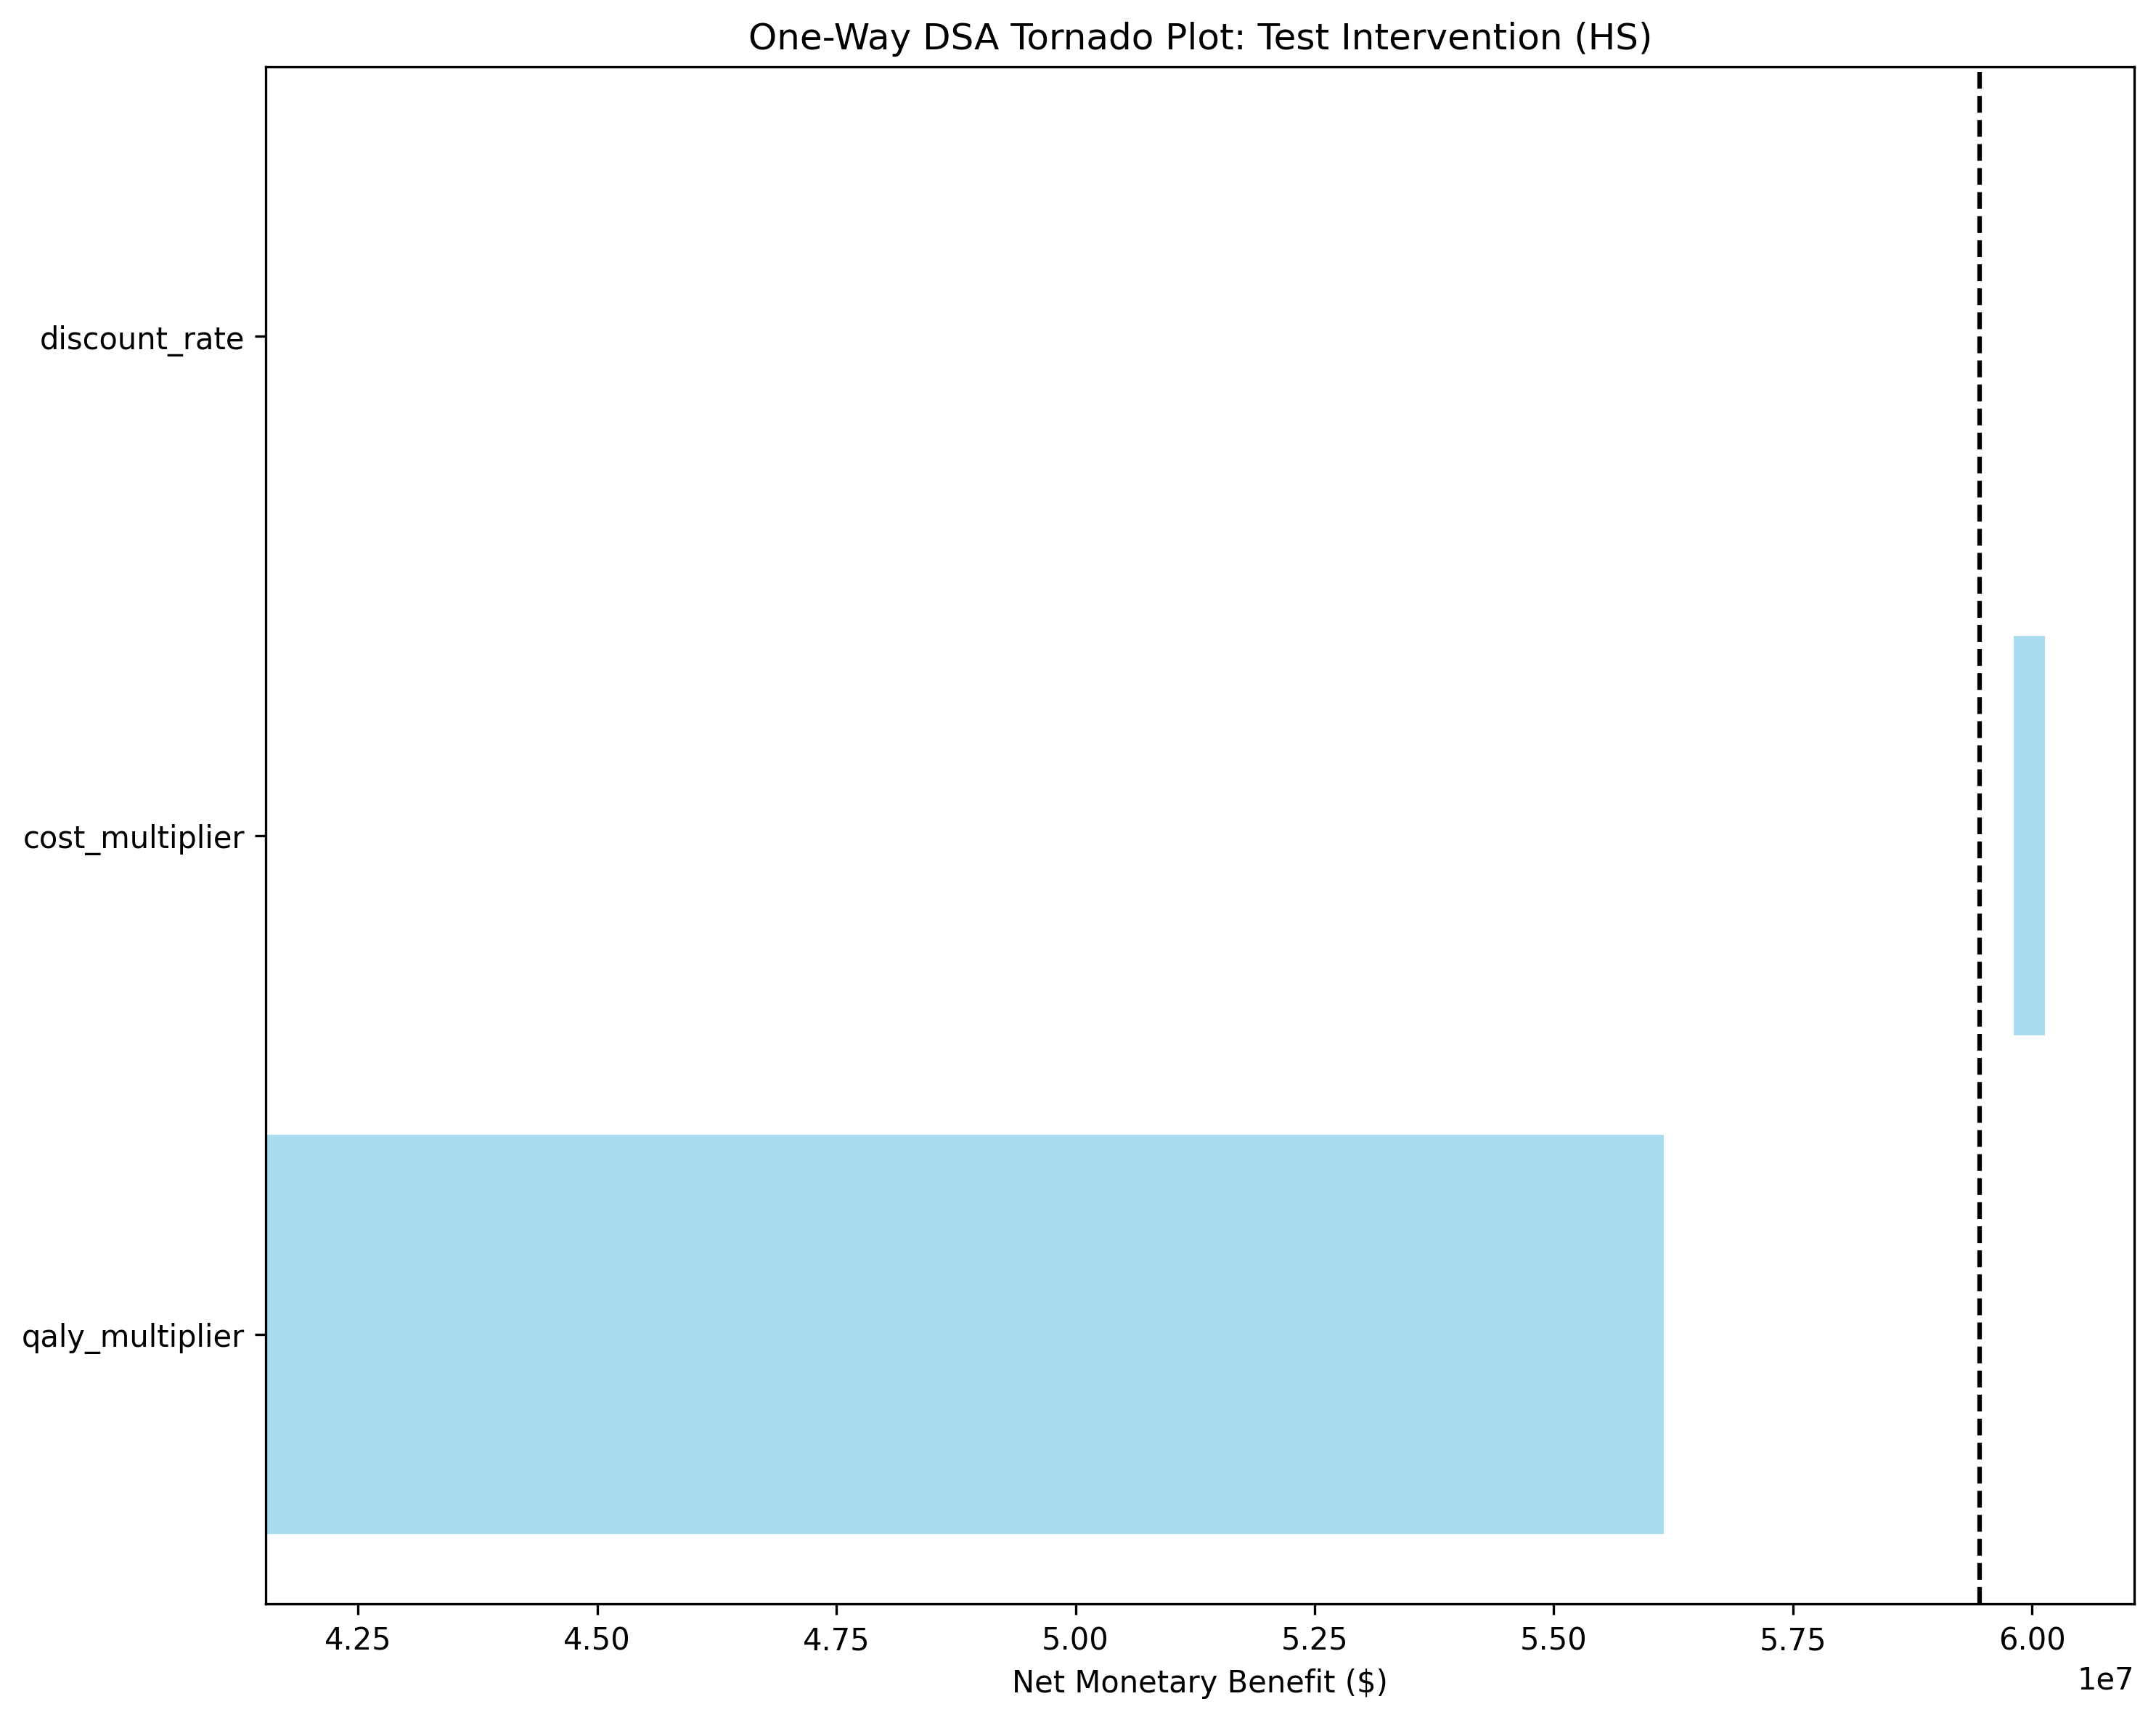 One-Way DSA Tornado Plot: Test Intervention (HS)
discount_rate
cost_multiplier
qaly_multiplier
4.25 4.50 4.75 5.00 5.25 5.50 5.75 6.00
1e7
Net Monetary Benefit ($)